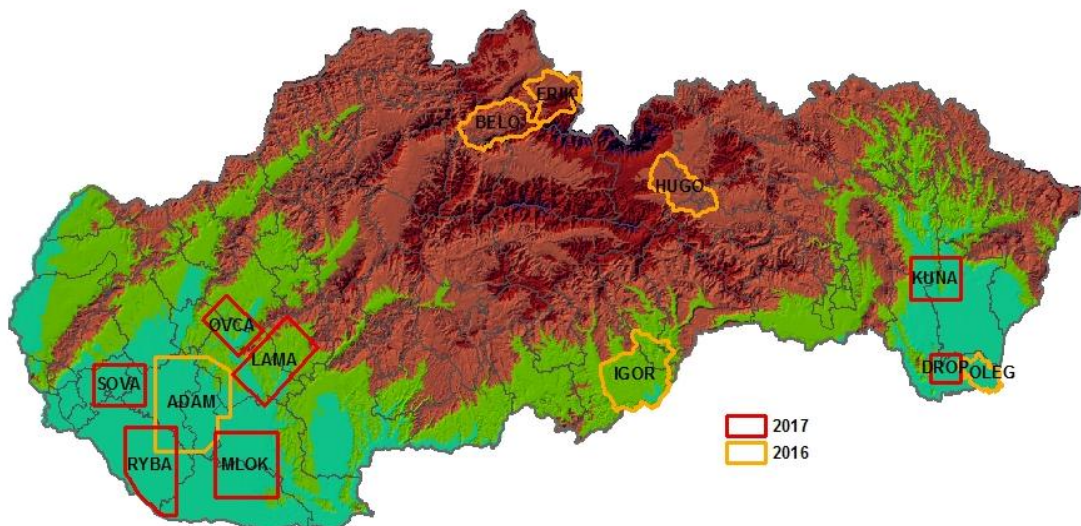 ERIK
BELO
HUGO
KUNA
OVCA
LAMA
DROP
OLEG
IGOR
SOVA
ADAM
2017
2016
RYBA
MLOK